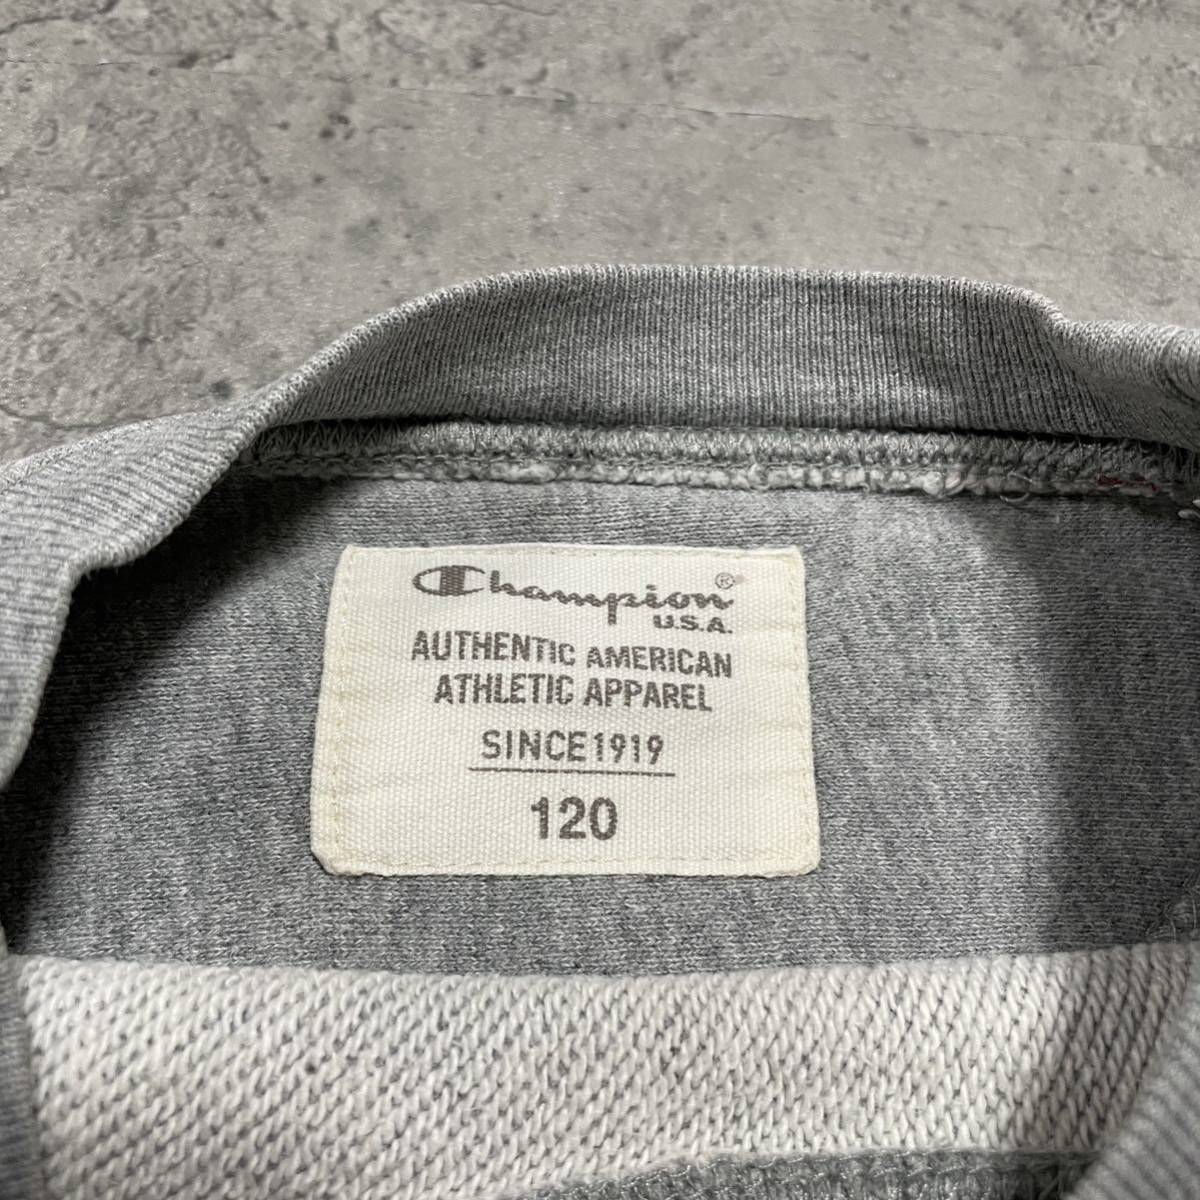 Champion®
U.S.A.
AUTHENTIC AMERICAN
ATHLETIC APPAREL
SINCE1919
120